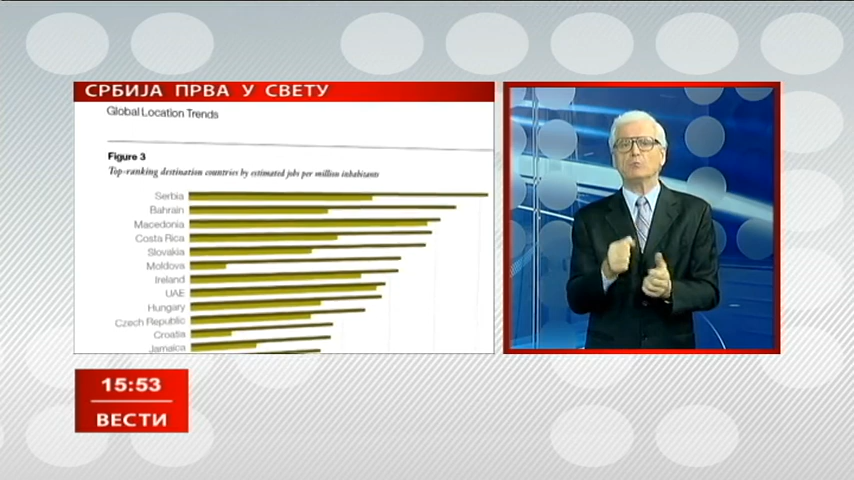 СРБИЈА ПРВА У СВЕТУ
Global Location Trends
Figure 3
Top-ranking destination countries by estimated jobs per million inhabitants
Serbia
Bahrain
Macedonia
Costa Rica
Slovakia
Moldova
Ireland
UAE
Hungary
Czech Republic
Croatia
Jamaica
15:53
ВЕСТИ